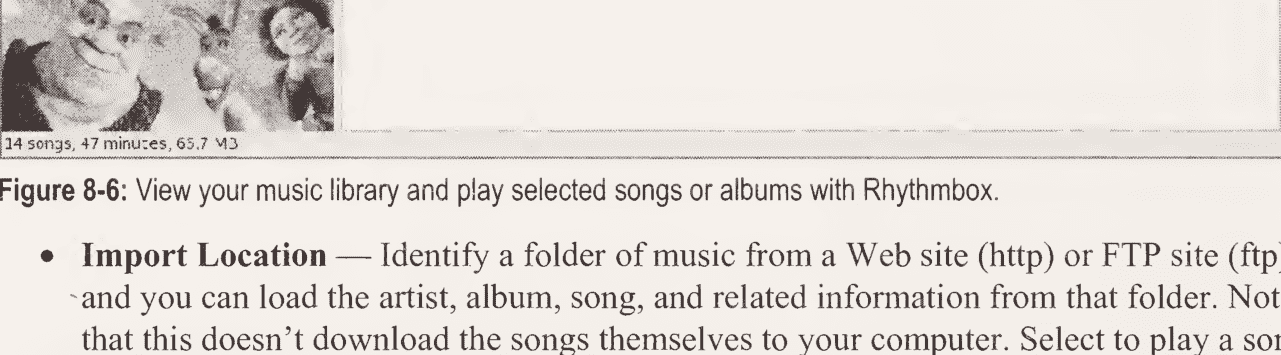 14 songs, 47 minutes, 65.7 MB
Figure 8-6: View your music library and play selected songs or albums with Rhythmbox.
• Import Location — Identify a folder of music from a Web site (http) or FTP site (ftp)
and you can load the artist, album, song, and related information from that folder. Not
that this doesn't download the songs themselves to your computer. Select to play a so